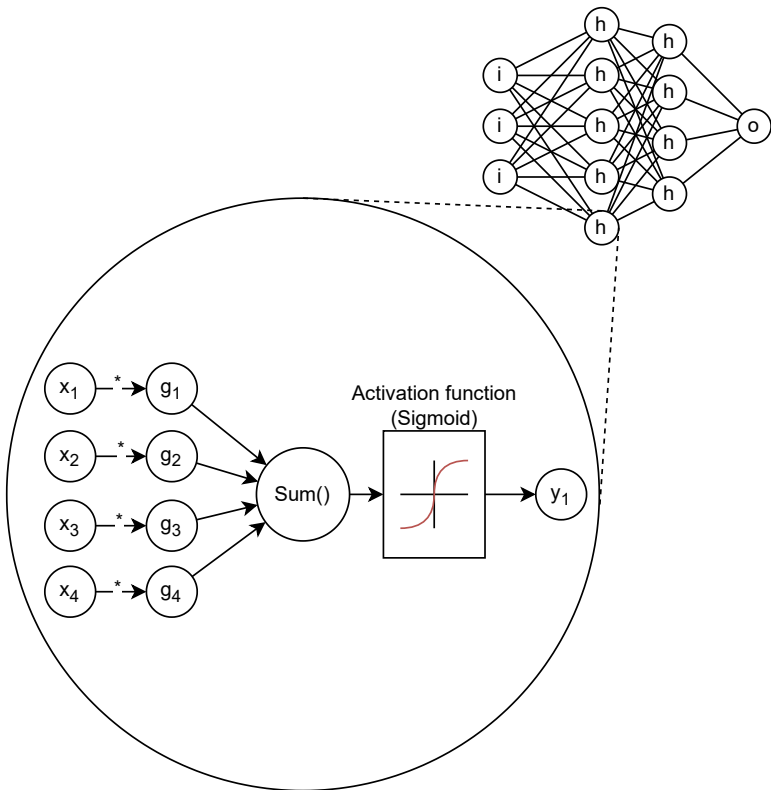 h
h
i
h
h
i
h
o
h
i
h
h
h
x1 * g1
Activation function
(Sigmoid)
x2 * g2
Sum()
y1
x3 * g3
x4 * g4